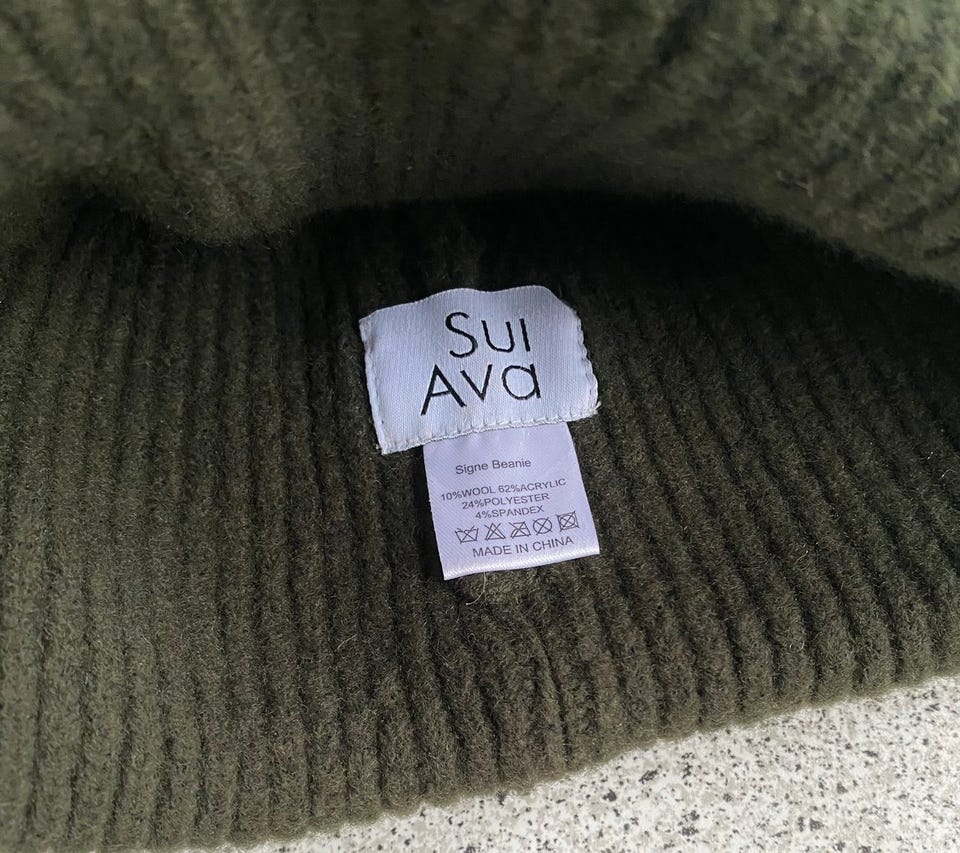 Sui
Ava
Signe Beanie
10%WOOL 62%ACRYLIC
24%POLYESTER
4%SPANDEX
MADE IN CHINA